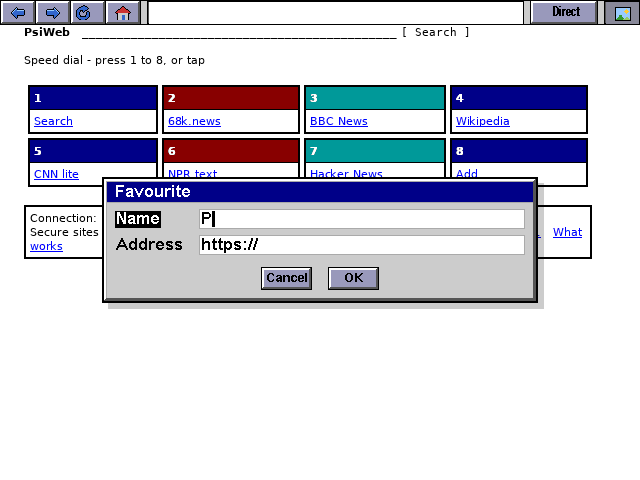 Direct
PsiWeb ________________________________________________ [ Search ]
Speed dial - press 1 to 8, or tap
1 2 3 4
Search 68k.news BBC News Wikipedia
5 6 7 8
CNN lite NPR text Hacker News Add
Favourite
Connection:
Name P
Secure sites What
Address https://
works
Cancel OK